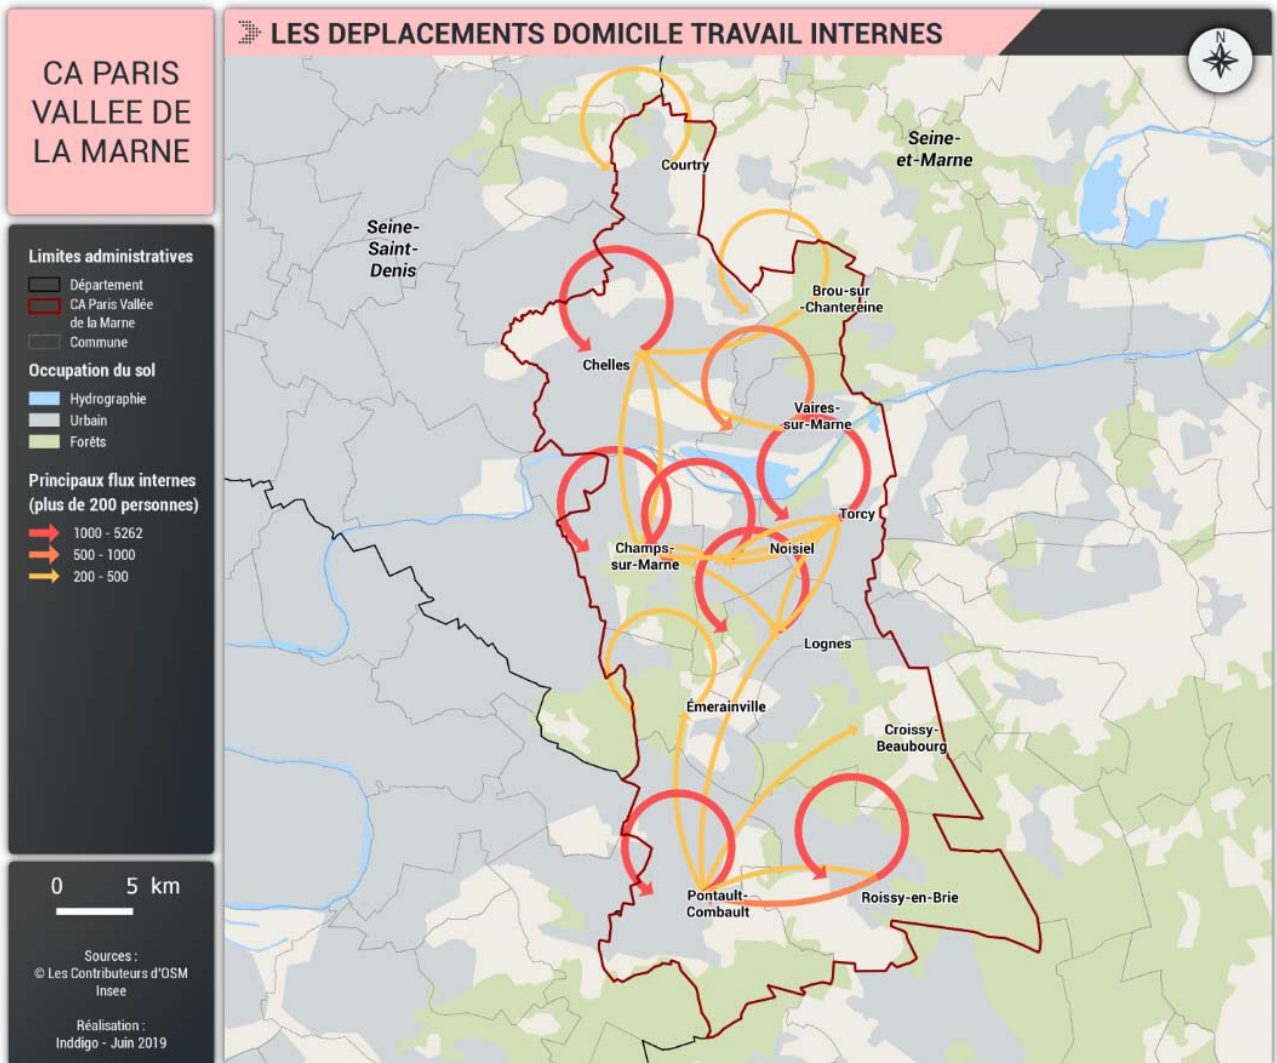 CA PARIS
VALLEE DE
LA MARNE
LES DEPLACEMENTS DOMICILE TRAVAIL INTERNES
N
Limites administratives
Département
CA Paris Vallée
de la Marne
Commune
Occupation du sol
Hydrographie
Urbain
Forêts
Principaux flux internes
(plus de 200 personnes)
1000 - 5262
500 - 1000
200 - 500
0 5 km
Sources :
© Les Contributeurs d'OSM
Insee
Réalisation :
Inddigo - Juin 2019
Seine-
et-Marne
Courtry
Seine-
Saint-
Denis
Brou-sur
-Chantereine
Chelles
Vaires-
sur-Marne
Torcy
Champs-
sur-Marne
Noisiel
Lognes
Émerainville
Croissy-
Beaubourg
Pontault-
Combault
Roissy-en-Brie